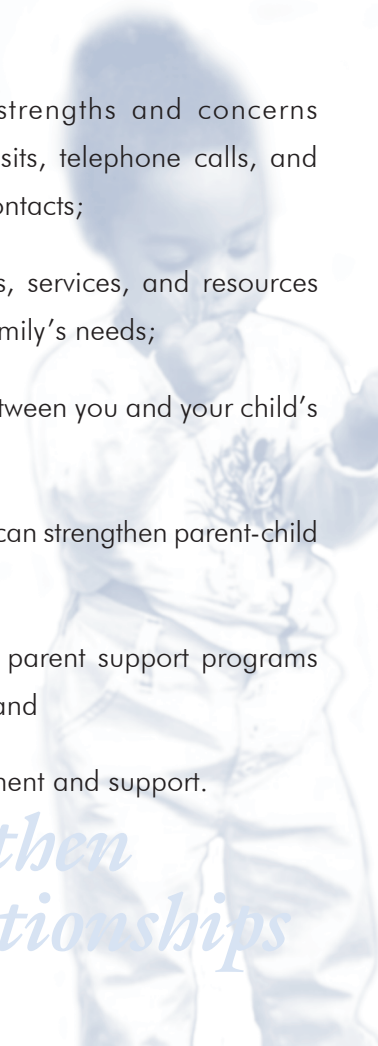 strengths and concerns
sits, telephone calls, and
ontacts;
s, services, and resources
mily’s needs;
tween you and your child’s
can strengthen parent-child
parent support programs
and
nent and support.
then
tionships